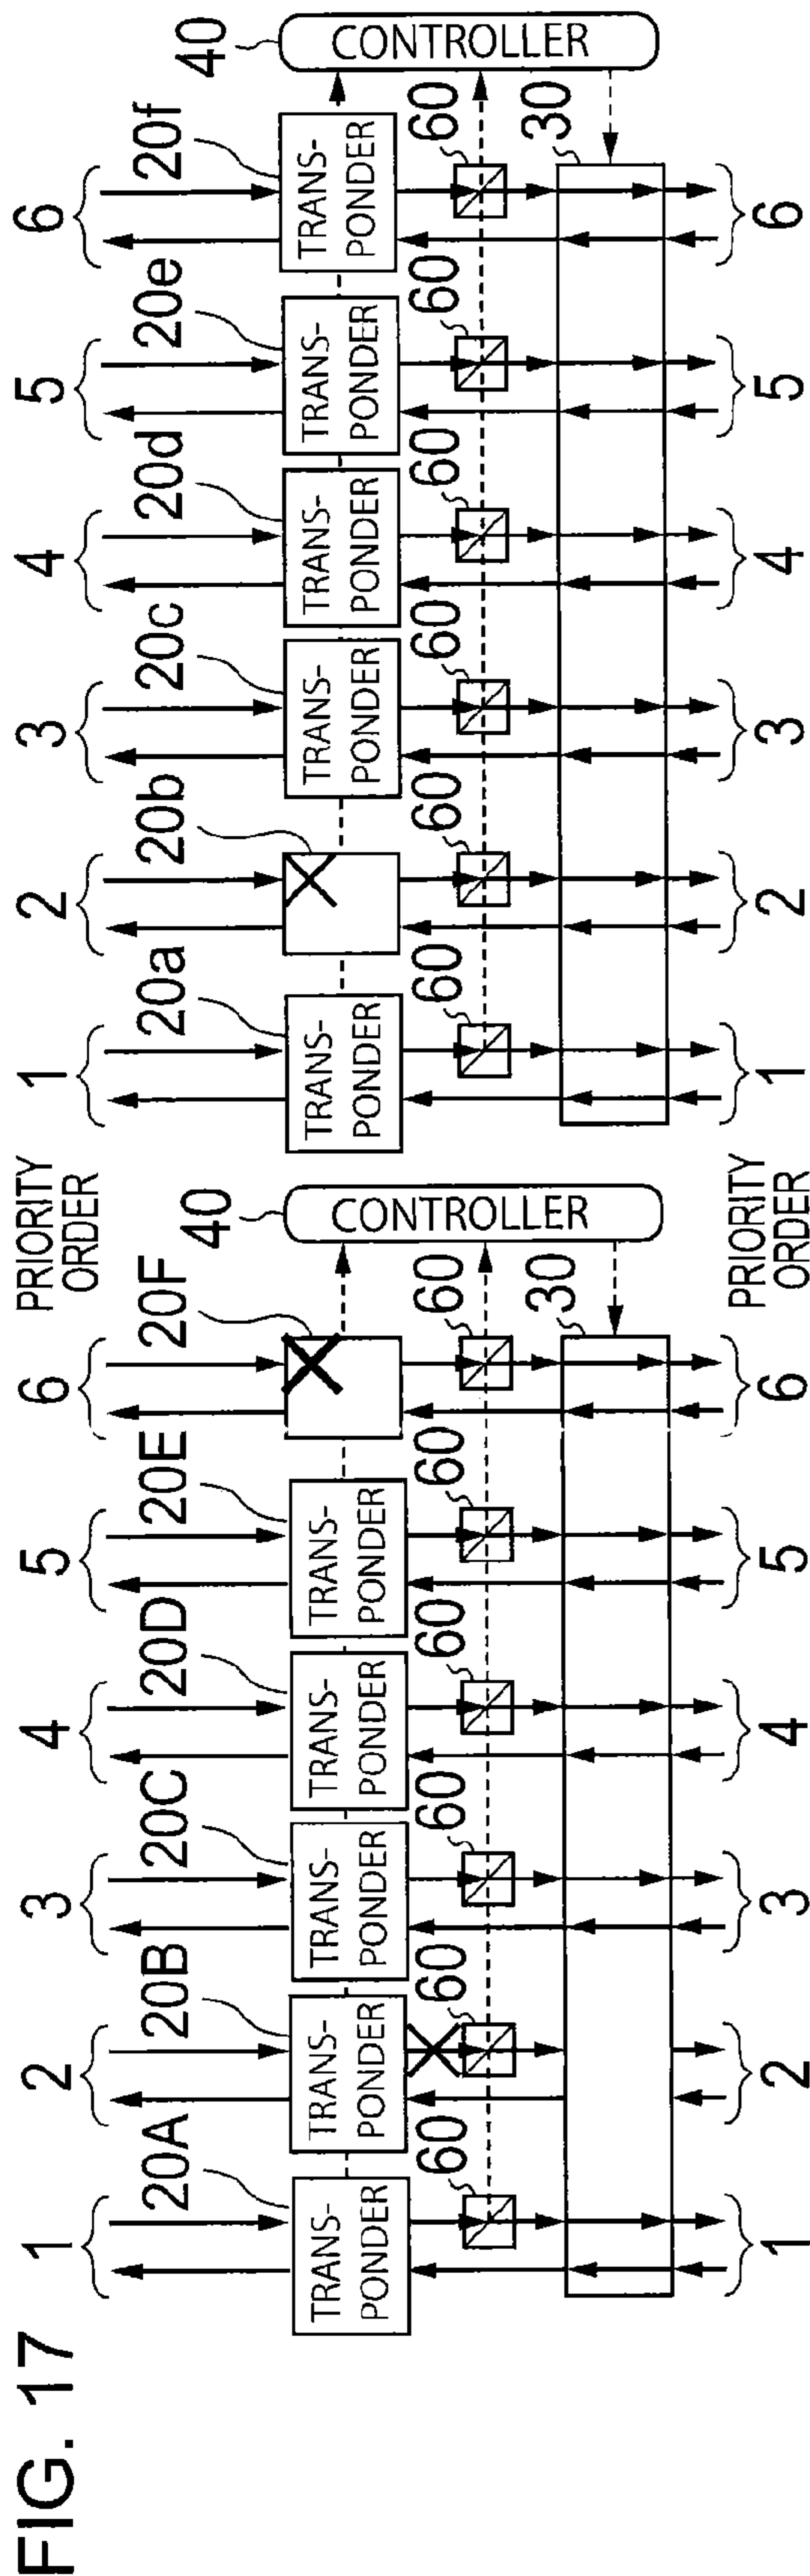 FIG. 17
PRIORITY
ORDER
1 2 3 4 5 6
20A 20B 20C 20D 20E 20F
40
TRANS-
PONDER
TRANS-
PONDER
TRANS-
PONDER
TRANS-
PONDER
TRANS-
PONDER
CONTROLLER
60 60 60 60 60 60
30
1 2 3 4 5 6
PRIORITY
ORDER
1 2 3 4 5 6
20a 20b 20c 20d 20e 20f
40
TRANS-
PONDER
TRANS-
PONDER
TRANS-
PONDER
TRANS-
PONDER
TRANS-
PONDER
CONTROLLER
60 60 60 60 60 60
30
1 2 3 4 5 6